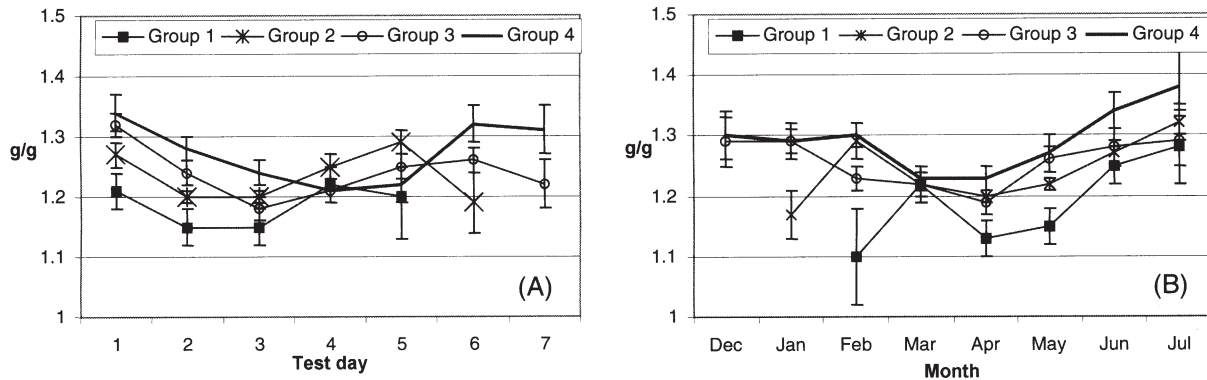 1.5
Group 1 Group 2 Group 3 Group 4
1.4
1.3
g/g
1.2
1.1
(A)
1
1 2 3 4 5 6 7
Test day
1.5
Group 1 Group 2 Group 3 Group 4
1.4
1.3
g/g
1.2
1.1
(B)
1
Dec Jan Feb Mar Apr May Jun Jul
Month